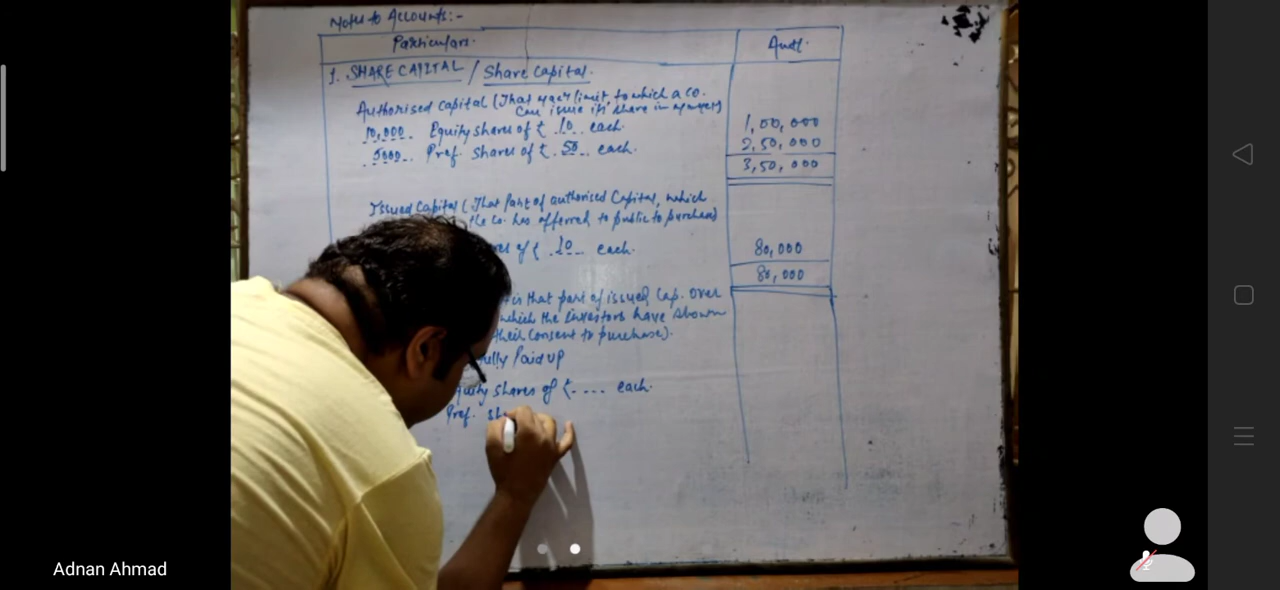 Notes to Accounts:-
Particulars. Amt.
1. SHARE CAPITAL / Share Capital.
Authorised Capital (That max limit, to which a co.
can issue its share in
10,000 Equity shares of ₹ 10 each. 1,00,000
5000 Pref. shares of ₹ 50 each. 2,50,000
3,50,000
Issued Capital (That Part of authorised Capital, which
the Co. has offerred to public to purchase)
of ₹ 10 each. 80,000
80,000
is that part of issued Cap. over
which the investors have shown
their consent to purchase).
fully Paid up
quity shares of ₹ .... each.
Pref. sh
Adnan Ahmad